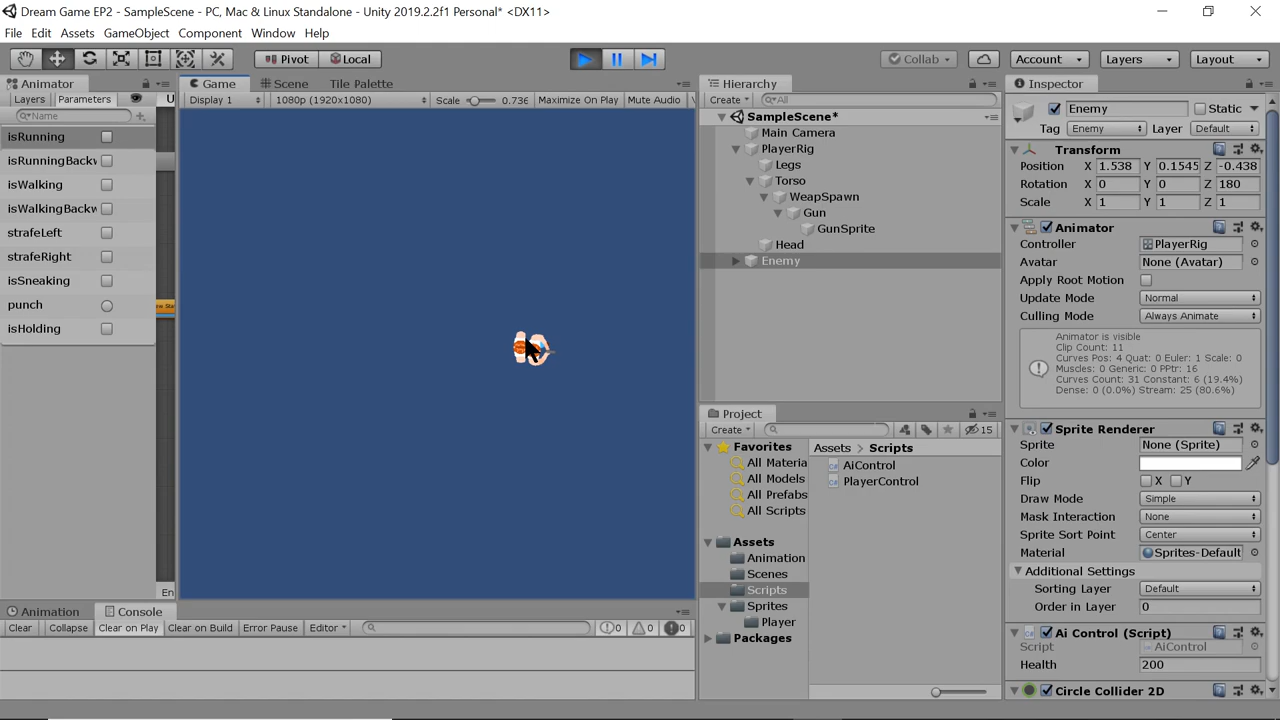 Dream Game EP2 - SampleScene - PC, Mac & Linux Standalone - Unity 2019.2.2f1 Personal* <DX11>
File Edit Assets GameObject Component Window Help
Pivot Local Collab Account Layers Layout
Animator Game Scene Tile Palette Hierarchy Inspector
Layers Parameters Display 1 1080p (1920x1080) Scale 0.736 Maximize On Play Mute Audio
Name
isRunning
isRunningBackw
isWalking
isWalkingBackw
strafeLeft
strafeRight
isSneaking
punch
isHolding
Create All
SampleScene*
Main Camera
PlayerRig
Legs
Torso
WeapSpawn
Gun
GunSprite
Head
Enemy
Enemy Static
Tag Enemy Layer Default
Transform
Position X 1.538 Y 0.1545 Z -0.438
Rotation X 0 Y 0 Z 180
Scale X 1 Y 1 Z 1
Animator
Controller PlayerRig
Avatar None (Avatar)
Apply Root Motion
Update Mode Normal
Culling Mode Always Animate
Animator is visible
Clip Count: 11
Curves Pos: 4 Quat: 0 Euler: 1 Scale: 0
Muscles: 0 Generic: 0 PPtr: 16
Curves Count: 31 Constant: 6 (19.4%)
Dense: 0 (0.0%) Stream: 25 (80.6%)
Sprite Renderer
Sprite None (Sprite)
Color
Flip X Y
Draw Mode Simple
Mask Interaction None
Sprite Sort Point Center
Material Sprites-Default
Additional Settings
Sorting Layer Default
Order in Layer 0
Ai Control (Script)
Script AiControl
Health 200
Circle Collider 2D
Project
Create 15
Favorites
All Materia
All Models
All Prefabs
All Scripts
Assets
Animation
Scenes
Scripts
Sprites
Player
Packages
Assets > Scripts
AiControl
PlayerControl
Animation Console
Clear Collapse Clear on Play Clear on Build Error Pause Editor 0 0 0